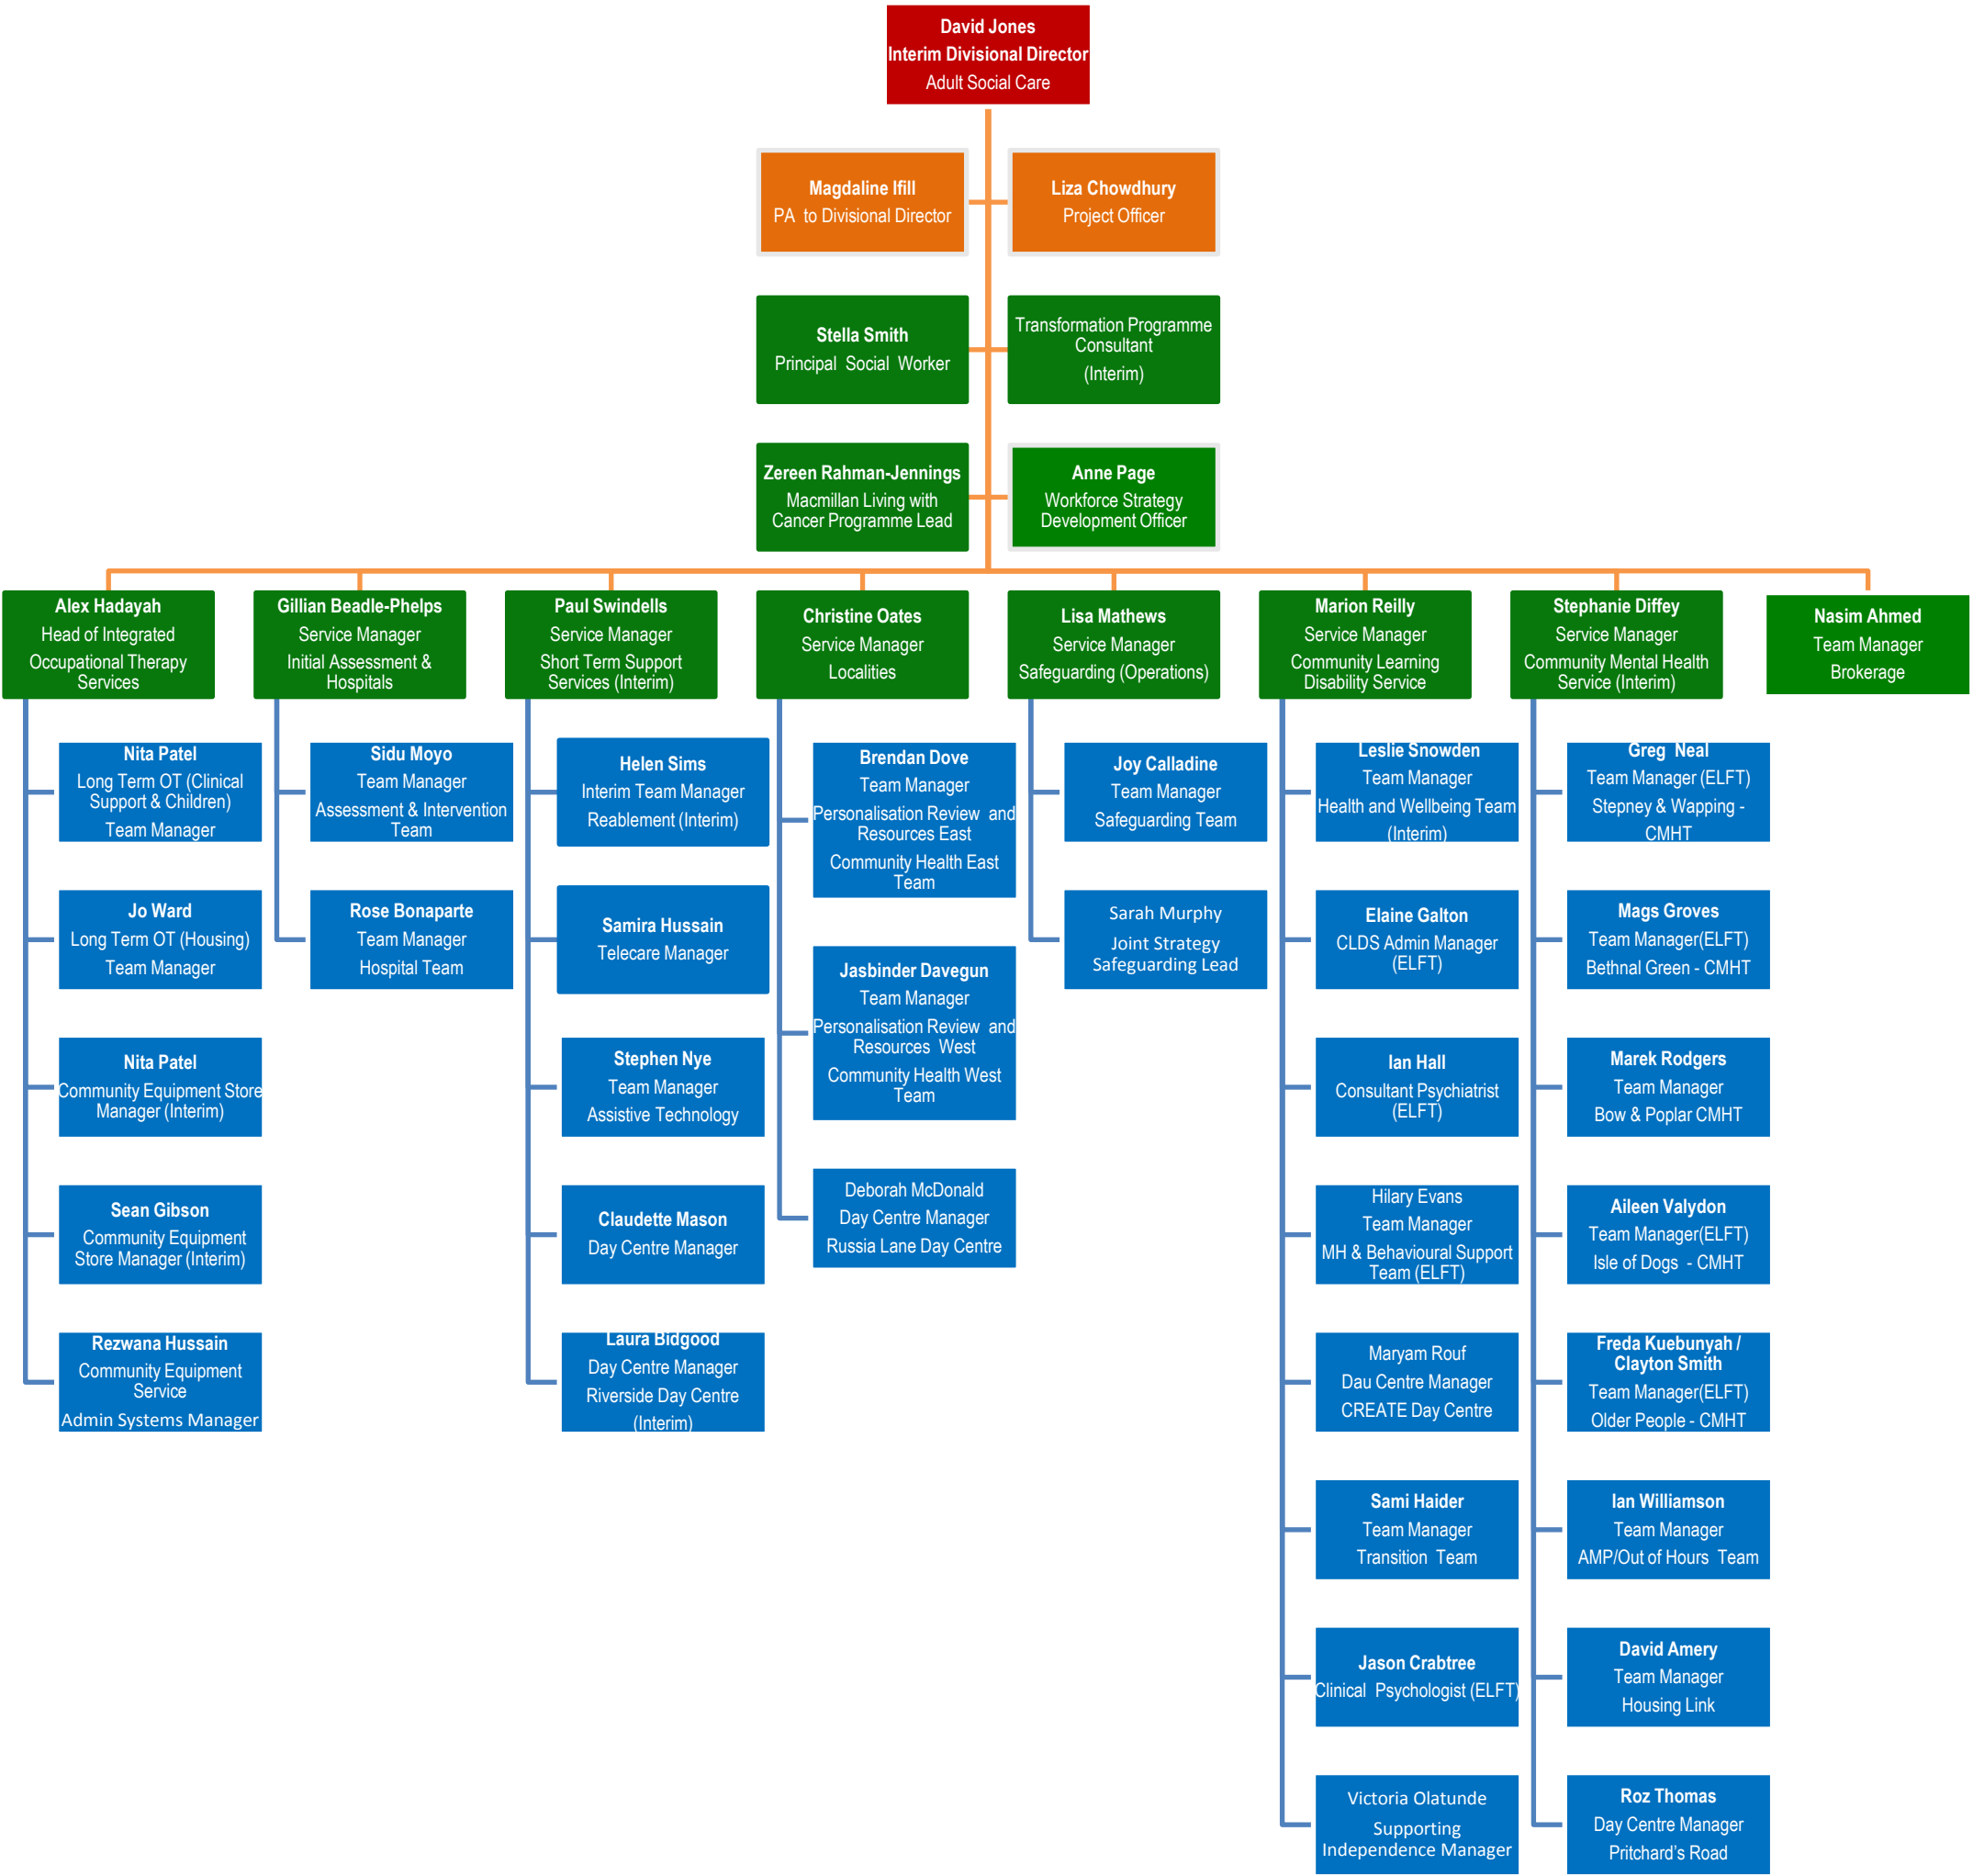 David Jones
Interim Divisional Director
Adult Social Care
Magdaline Ifill
PA to Divisional Director
Liza Chowdhury
Project Officer
Stella Smith
Principal Social Worker
Transformation Programme
Consultant
(Interim)
Zereen Rahman-Jennings
Macmillan Living with
Cancer Programme Lead
Anne Page
Workforce Strategy
Development Officer
Alex Hadayah
Head of Integrated
Occupational Therapy
Services
Gillian Beadle-Phelps
Service Manager
Initial Assessment &
Hospitals
Paul Swindells
Service Manager
Short Term Support
Services (Interim)
Christine Oates
Service Manager
Localities
Lisa Mathews
Service Manager
Safeguarding (Operations)
Marion Reilly
Service Manager
Community Learning
Disability Service
Stephanie Diffey
Service Manager
Community Mental Health
Service (Interim)
Nasim Ahmed
Team Manager
Brokerage
Nita Patel
Long Term OT (Clinical
Support & Children)
Team Manager
Jo Ward
Long Term OT (Housing)
Team Manager
Nita Patel
Community Equipment Store
Manager (Interim)
Sean Gibson
Community Equipment
Store Manager (Interim)
Rezwana Hussain
Community Equipment
Service
Admin Systems Manager
Sidu Moyo
Team Manager
Assessment & Intervention
Team
Rose Bonaparte
Team Manager
Hospital Team
Helen Sims
Interim Team Manager
Reablement (Interim)
Samira Hussain
Telecare Manager
Stephen Nye
Team Manager
Assistive Technology
Claudette Mason
Day Centre Manager
Laura Bidgood
Day Centre Manager
Riverside Day Centre
(Interim)
Brendan Dove
Team Manager
Personalisation Review and
Resources East
Community Health East
Team
Jasbinder Davegun
Team Manager
Personalisation Review and
Resources West
Community Health West
Team
Deborah McDonald
Day Centre Manager
Russia Lane Day Centre
Joy Calladine
Team Manager
Safeguarding Team
Sarah Murphy
Joint Strategy
Safeguarding Lead
Leslie Snowden
Team Manager
Health and Wellbeing Team
(Interim)
Elaine Galton
CLDS Admin Manager
(ELFT)
Ian Hall
Consultant Psychiatrist
(ELFT)
Hilary Evans
Team Manager
MH & Behavioural Support
Team (ELFT)
Maryam Rouf
Dau Centre Manager
CREATE Day Centre
Sami Haider
Team Manager
Transition Team
Jason Crabtree
Clinical Psychologist (ELFT)
Victoria Olatunde
Supporting
Independence Manager
Greg Neal
Team Manager (ELFT)
Stepney & Wapping -
CMHT
Mags Groves
Team Manager(ELFT)
Bethnal Green - CMHT
Marek Rodgers
Team Manager
Bow & Poplar CMHT
Aileen Valydon
Team Manager(ELFT)
Isle of Dogs - CMHT
Freda Kuebunyah /
Clayton Smith
Team Manager(ELFT)
Older People - CMHT
Ian Williamson
Team Manager
AMP/Out of Hours Team
David Amery
Team Manager
Housing Link
Roz Thomas
Day Centre Manager
Pritchard's Road